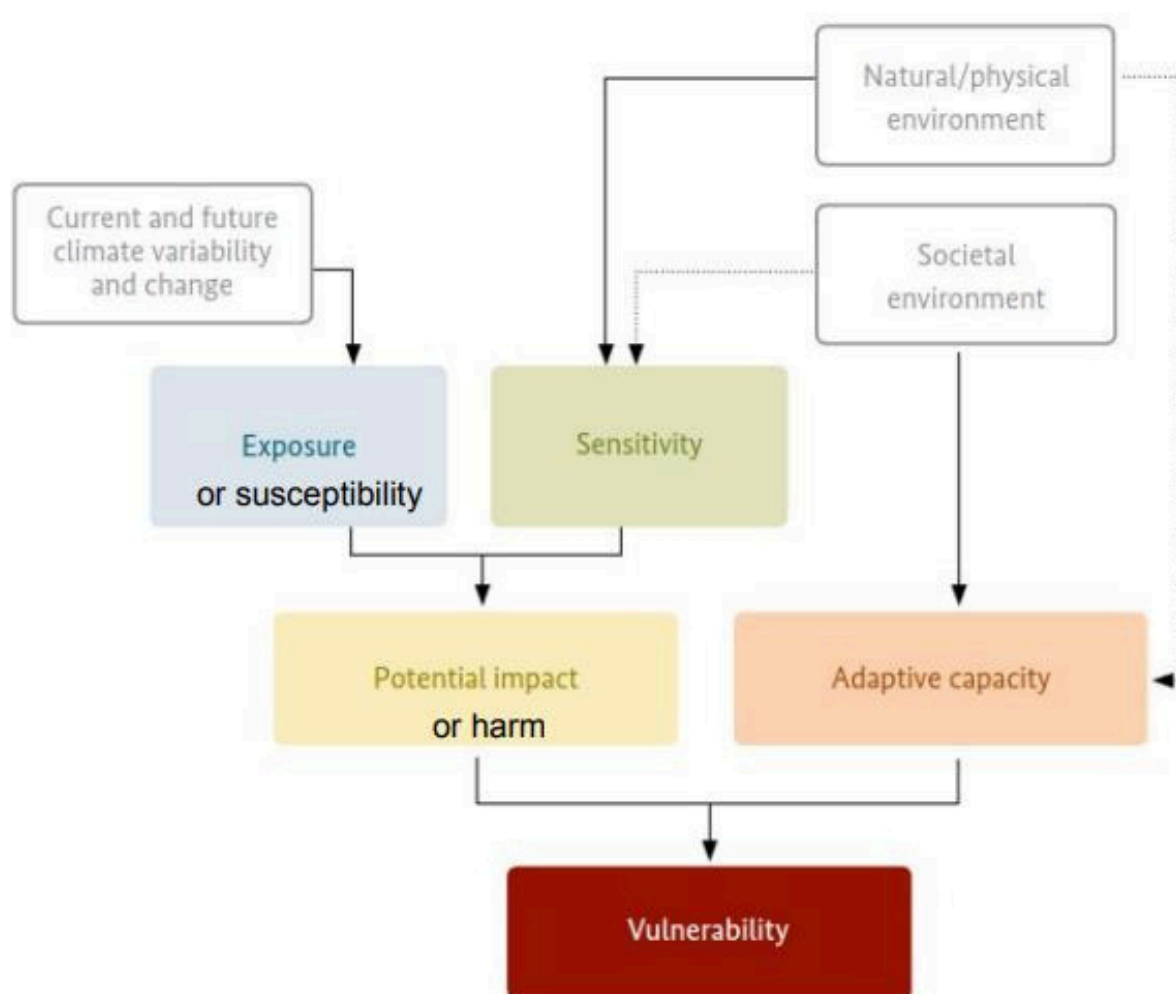 Natural/physical
environment
Current and future
climate variability
and change
Societal
environment
Exposure
or susceptibility
Sensitivity
Potential impact
or harm
Adaptive capacity
Vulnerability